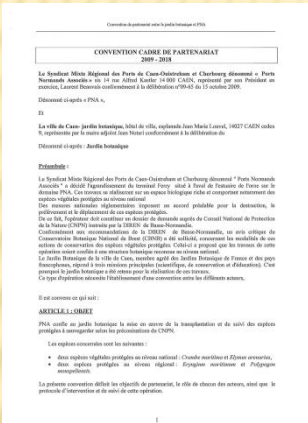 Convention de partenariat entre le jardin botanique et PNA
CONVENTION CADRE DE PARTENARIAT
2009 - 2018
Le Syndicat Mixte Régional des Ports de Caen-Ouistreham et Cherbourg dénommé « Ports
Normands Associés » sis 14 rue Alfred Kastler 14 000 CAEN, représenté par son Président en
exercice, Laurent Beauvais conformément à la délibération n°09-65 du 15 octobre 2009.
Dénommé ci-après « PNA »,
Et
La ville de Caen- jardin botanique, hôtel de ville, esplanade Jean Marie Louvel, 14027 CAEN cedex
9, représentée par le maire adjoint Jean Notari conformément à la délibération du
Dénommé ci-après : Jardin botanique
Préambule :
Le Syndicat Mixte Régional des Ports de Caen-Ouistreham et Cherbourg dénommé " Ports Normands
Associés " a décidé l'agrandissement du terminal Ferry situé à l'aval de l'estuaire de l'orne sur le
domaine PNA. Ces travaux se réaliseront sur un espace biologique riche et comportant notamment des
espèces végétales protégées au niveau national
Des mesures nationales réglementaires imposent un accord préalable pour la destruction, le
prélèvement et le déplacement de ces espèces protégées.
De ce fait, l'opérateur doit constituer un dossier de demande auprès du Conseil National de Protection
de la Nature (CNPN) instruite par la DIREN de Basse-Normandie.
Conformément aux recommandations de la DIREN de Basse-Normandie, un avis critique du
Conservatoire Botanique National de Brest (CBNB) a été sollicité, concernant les modalités de ces
actions de conservation des espèces végétales protégées. Celui-ci a proposé que les travaux de cette
opération soient confiés à une structure botanique reconnue au niveau national.
Le Jardin Botanique de la ville de Caen, membre agréé des Jardins Botanique de France et des pays
francophones, répond à trois missions principales (scientifique, de conservation et d'éducation). C'est
pourquoi le jardin botanique a été retenu pour la réalisation de ces travaux.
Ce type d'opération nécessite l'établissement d'une convention entre les différents acteurs,
Il est convenu ce qui suit :
ARTICLE 1 : OBJET
PNA confie au jardin botanique la mise en œuvre de la transplantation et de suivi des espèces
protégées à sauvegarder selon les préconisations du CNPN.
Les espèces concernées sont les suivantes :
• deux espèces végétales protégées au niveau national : Crambe maritima et Elymus arenarius,
• deux espèces protégées au niveau régional : Eryngium maritimum et Polypogon
monspeliensis.
La présente convention définit les objectifs de partenariat, le rôle de chacun des acteurs, ainsi que le
protocole d'intervention et de suivi de cette opération.
1